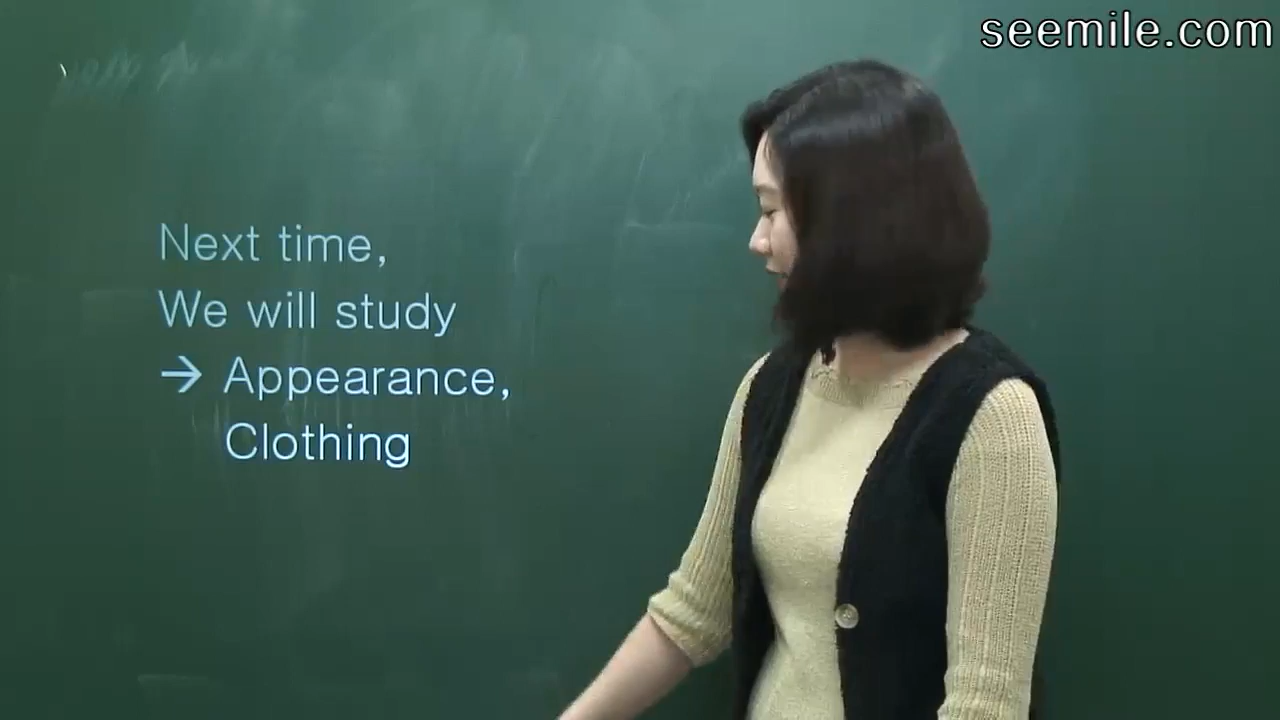 seemile.com
Next time,
We will study
→ Appearance,
Clothing